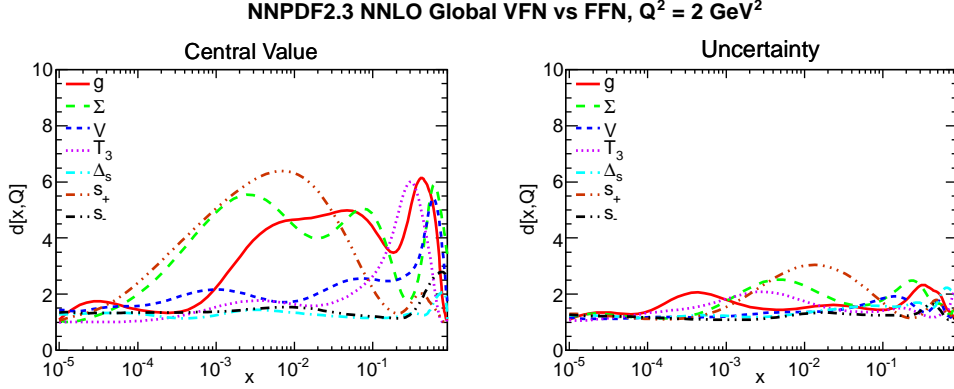 NNPDF2.3 NNLO Global VFN vs FFN, Q² = 2 GeV²
Central Value
d[x,Q]
10
8
6
4
2
0
g
Σ
V
T₃
Δₛ
s₊
s₋
10⁻⁵
10⁻⁴
10⁻³
10⁻²
10⁻¹
x
Uncertainty
d[x,Q]
10
8
6
4
2
0
g
Σ
V
T₃
Δₛ
s₊
s₋
10⁻⁵
10⁻⁴
10⁻³
10⁻²
10⁻¹
x